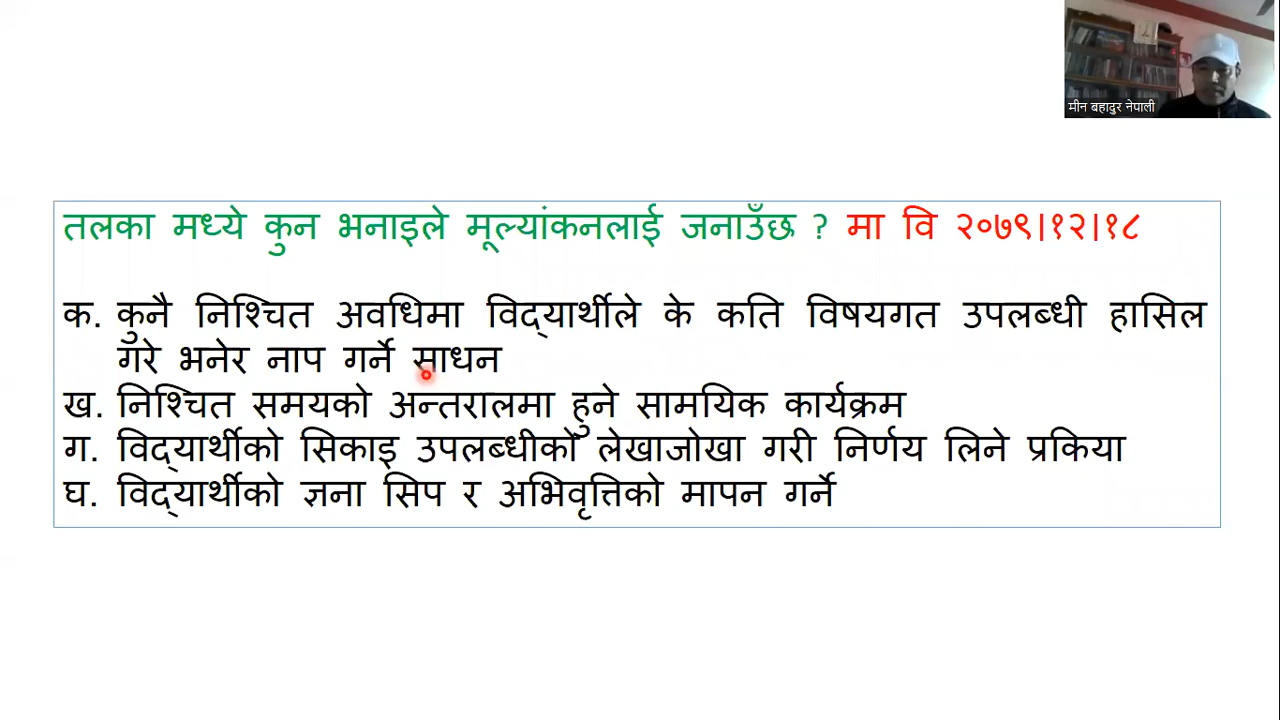 मीन बहादुर नेपाली
तलका मध्ये कुन भनाइले मूल्यांकनलाई जनाउँछ ? मा वि २०७९।१२।१८
क. कुनै निश्चित अवधिमा विद्यार्थीले के कति विषयगत उपलब्धी हासिल
गरे भनेर नाप गर्ने साधन
ख. निश्चित समयको अन्तरालमा हुने सामयिक कार्यक्रम
ग. विद्यार्थीको सिकाइ उपलब्धीको लेखाजोखा गरी निर्णय लिने प्रकिया
घ. विद्यार्थीको ज्ञना सिप र अभिवृत्तिको मापन गर्ने